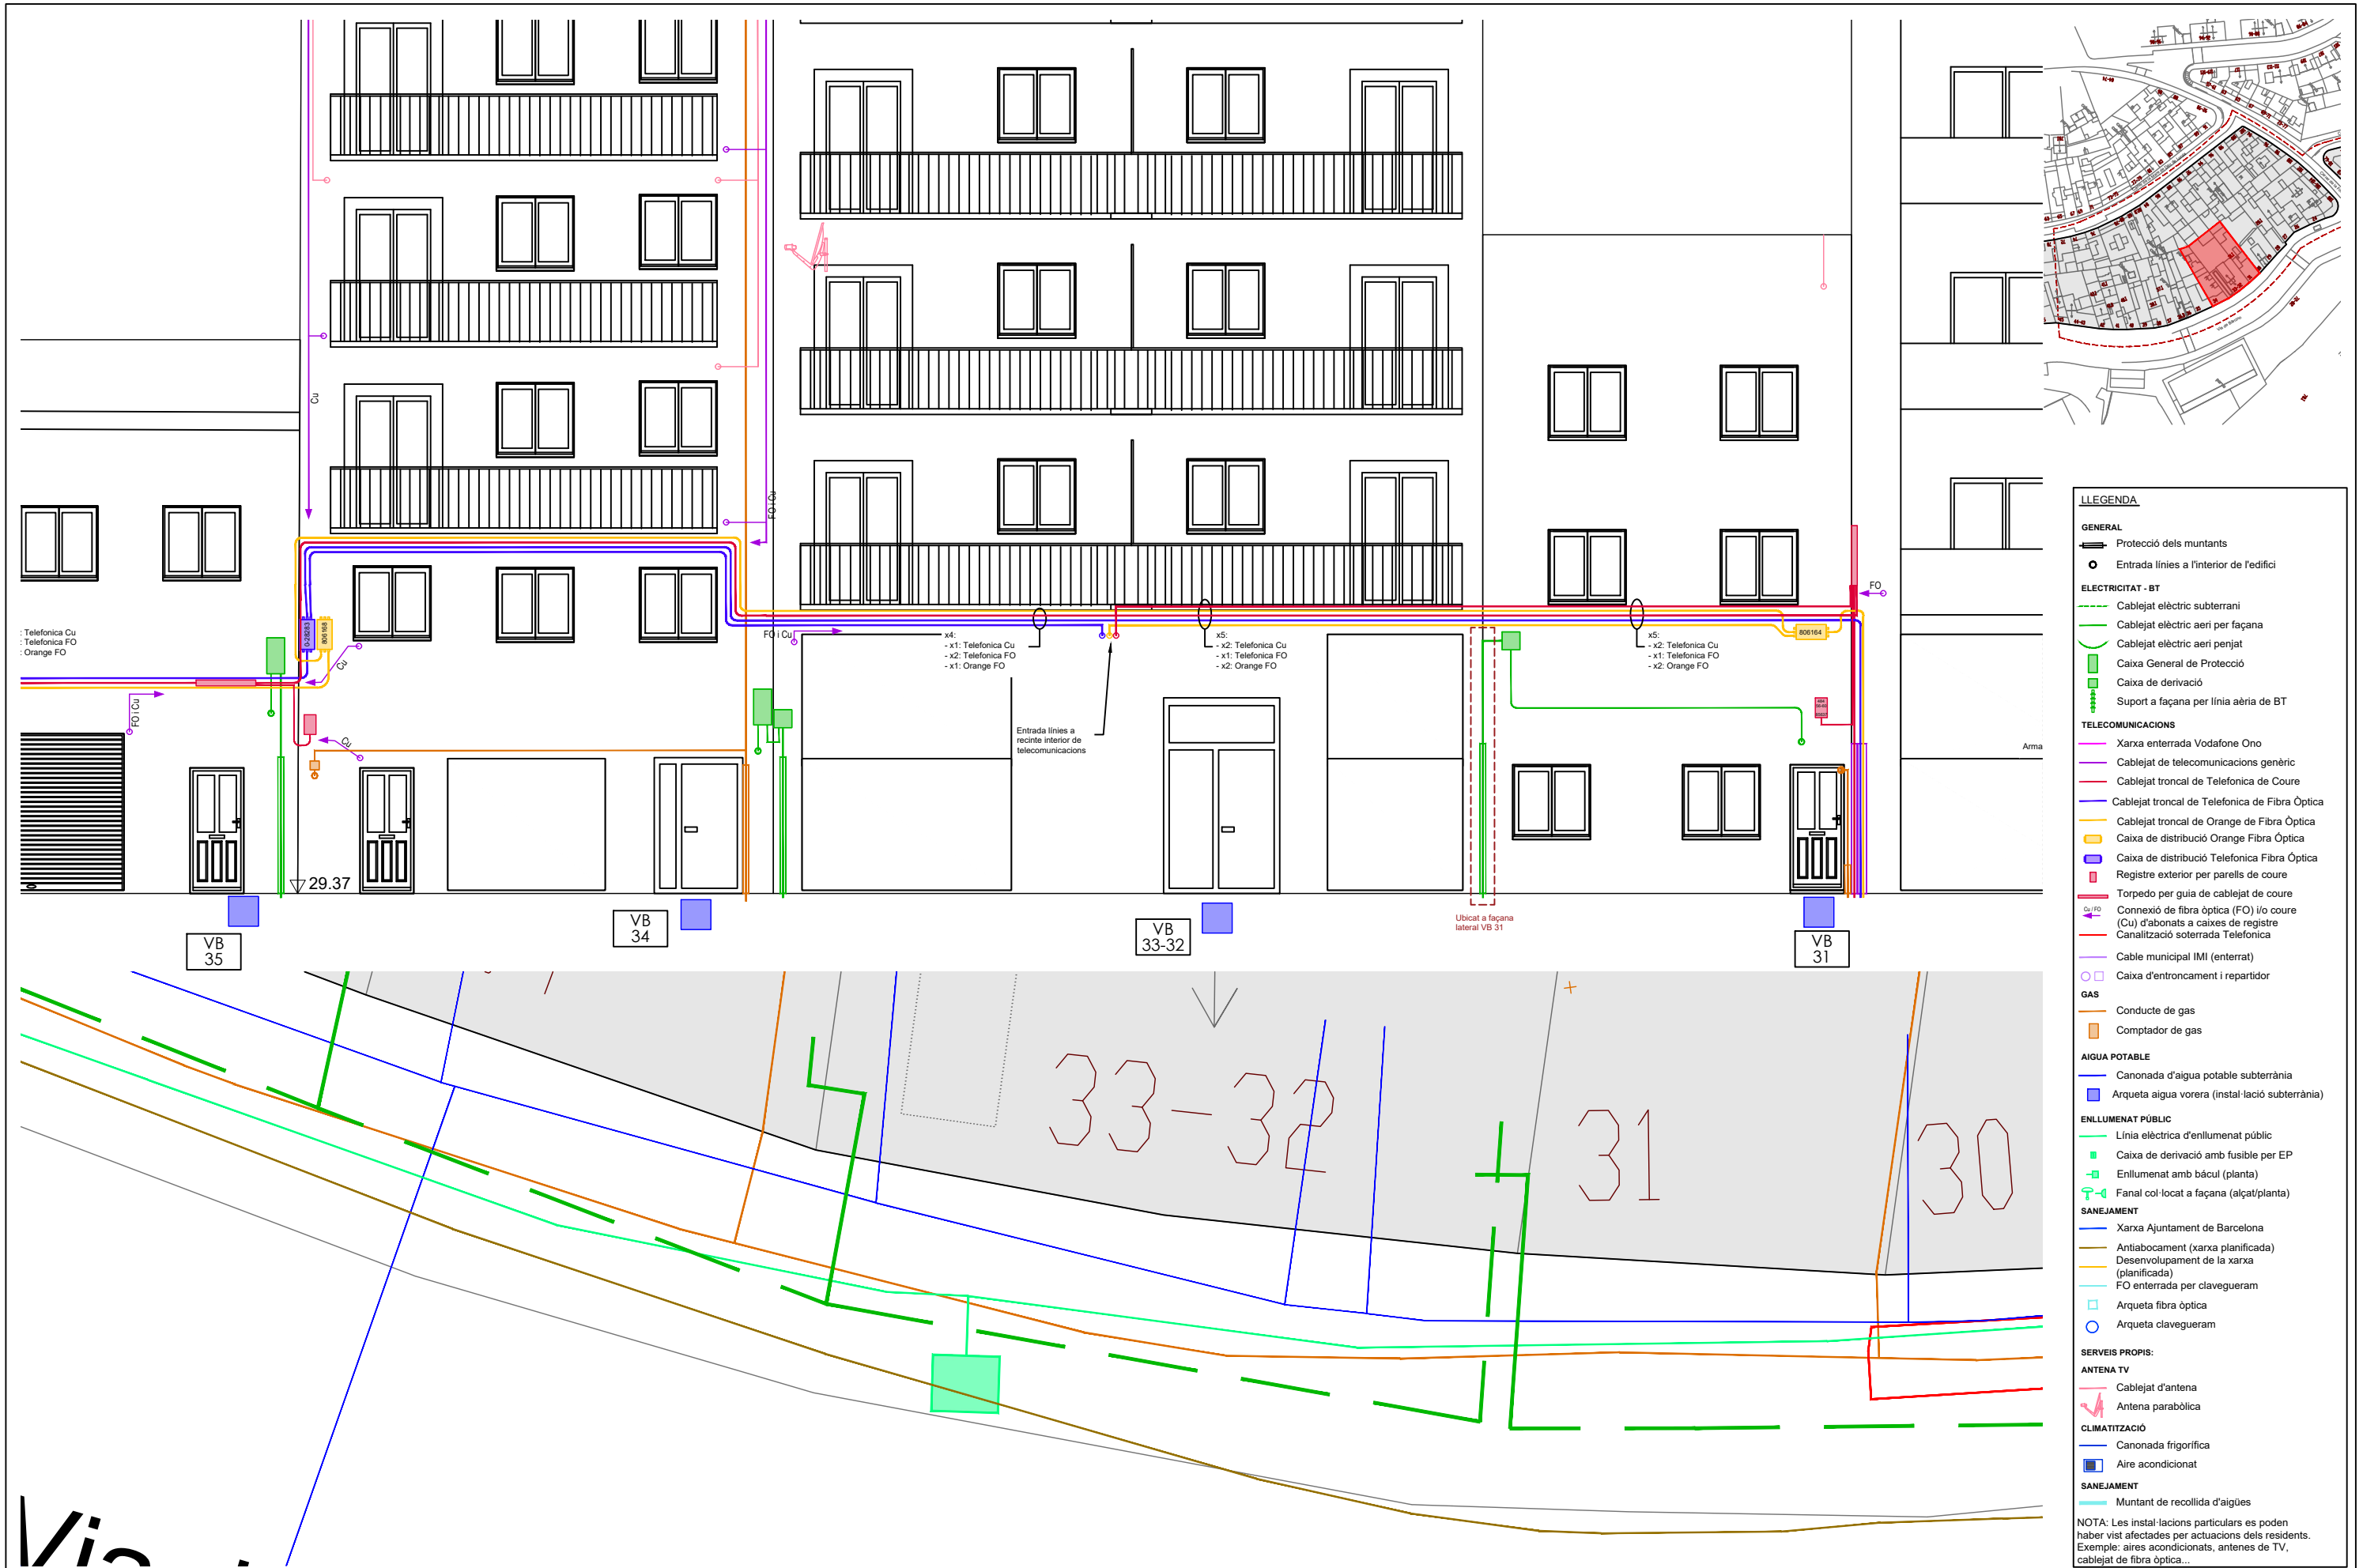 Cu
FO i Cu
FO
: Telefonica Cu
: Telefonica FO
: Orange FO
0-28283
806168
Cu
FO i Cu
Cu
FO i Cu
x4:
- x1: Telefonica Cu
- x2: Telefonica FO
- x1: Orange FO
x5:
- x2: Telefonica Cu
- x1: Telefonica FO
- x2: Orange FO
x5:
- x2: Telefonica Cu
- x1: Telefonica FO
- x2: Orange FO
806164
Entrada línies a
recinte interior de
telecomunicacions
Arma
29.37
Ubicat a façana
lateral VB 31
VB
35
VB
34
VB
33-32
VB
31
33-32
31
30
Via
LLEGENDA
GENERAL
Protecció dels muntants
Entrada línies a l'interior de l'edifici
ELECTRICITAT - BT
Cablejat elèctric subterrani
Cablejat elèctric aeri per façana
Cablejat elèctric aeri penjat
Caixa General de Protecció
Caixa de derivació
Suport a façana per línia aèria de BT
TELECOMUNICACIONS
Xarxa enterrada Vodafone Ono
Cablejat de telecomunicacions genèric
Cablejat troncal de Telefonica de Coure
Cablejat troncal de Telefonica de Fibra Òptica
Cablejat troncal de Orange de Fibra Òptica
Caixa de distribució Orange Fibra Óptica
Caixa de distribució Telefonica Fibra Óptica
Registre exterior per parells de coure
Torpedo per guia de cablejat de coure
Cu / FO
Connexió de fibra òptica (FO) i/o coure
(Cu) d'abonats a caixes de registre
Canalització soterrada Telefonica
Cable municipal IMI (enterrat)
Caixa d'entroncament i repartidor
GAS
Conducte de gas
Comptador de gas
AIGUA POTABLE
Canonada d'aigua potable subterrània
Arqueta aigua vorera (instal·lació subterrània)
ENLLUMENAT PÚBLIC
Línia elèctrica d'enllumenat públic
Caixa de derivació amb fusible per EP
Enllumenat amb bácul (planta)
Fanal col·locat a façana (alçat/planta)
SANEJAMENT
Xarxa Ajuntament de Barcelona
Antiabocament (xarxa planificada)
Desenvolupament de la xarxa
(planificada)
FO enterrada per clavegueram
Arqueta fibra òptica
Arqueta clavegueram
SERVEIS PROPIS:
ANTENA TV
Cablejat d'antena
Antena parabòlica
CLIMATITZACIÓ
Canonada frigorífica
Aire acondicionat
SANEJAMENT
Muntant de recollida d'aigües
NOTA: Les instal·lacions particulars es poden
haber vist afectades per actuacions dels residents.
Exemple: aires acondicionats, antenes de TV,
cablejat de fibra òptica...